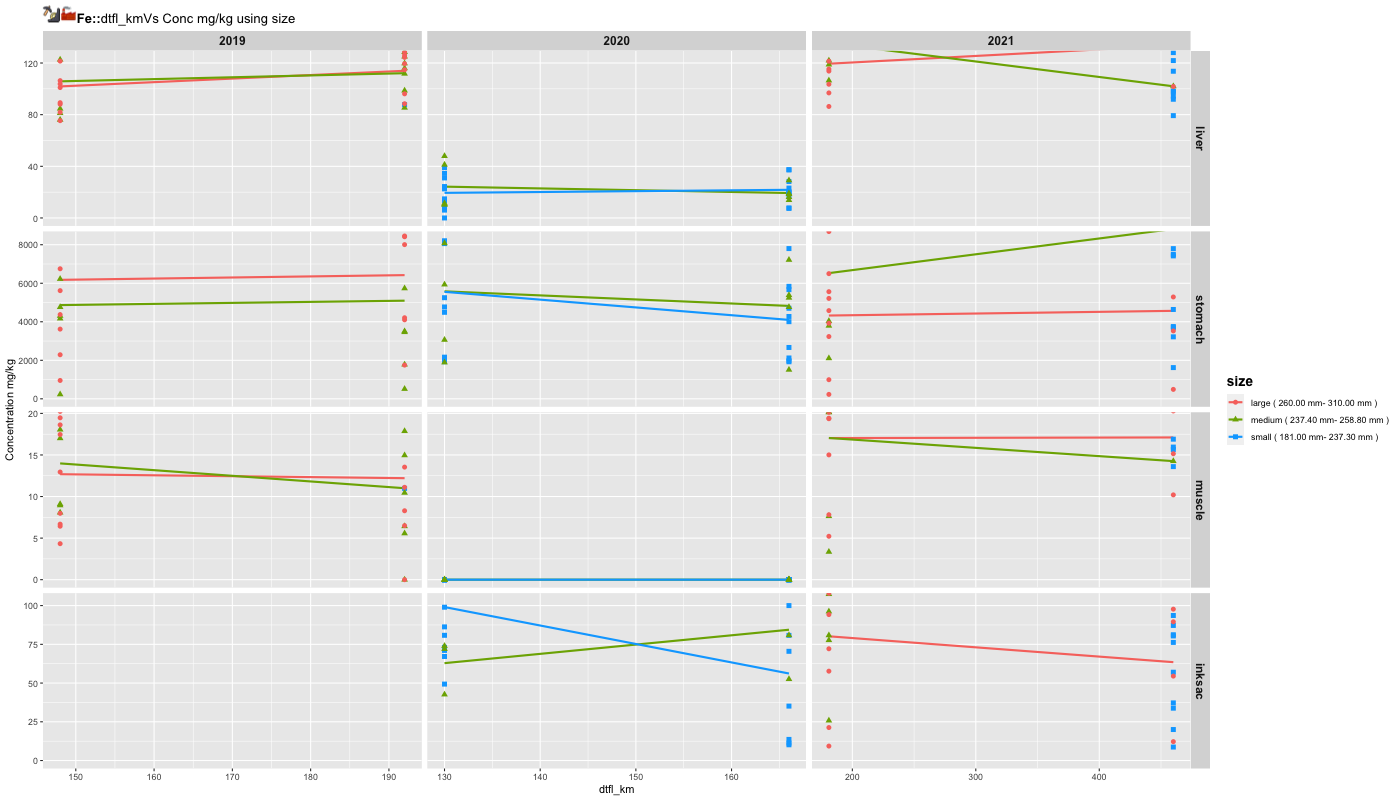 Fe::dtfl_kmVs Conc mg/kg using size
2019 2020 2021
120
80
40
0
liver
8000
6000
4000
2000
0
stomach
20
15
10
5
0
muscle
100
75
50
25
0
inksac
150 160 170 180 190 130 140 150 160 200 300 400
dtfl_km
Concentration mg/kg
size
large ( 260.00 mm- 310.00 mm )
medium ( 237.40 mm- 258.80 mm )
small ( 181.00 mm- 237.30 mm )